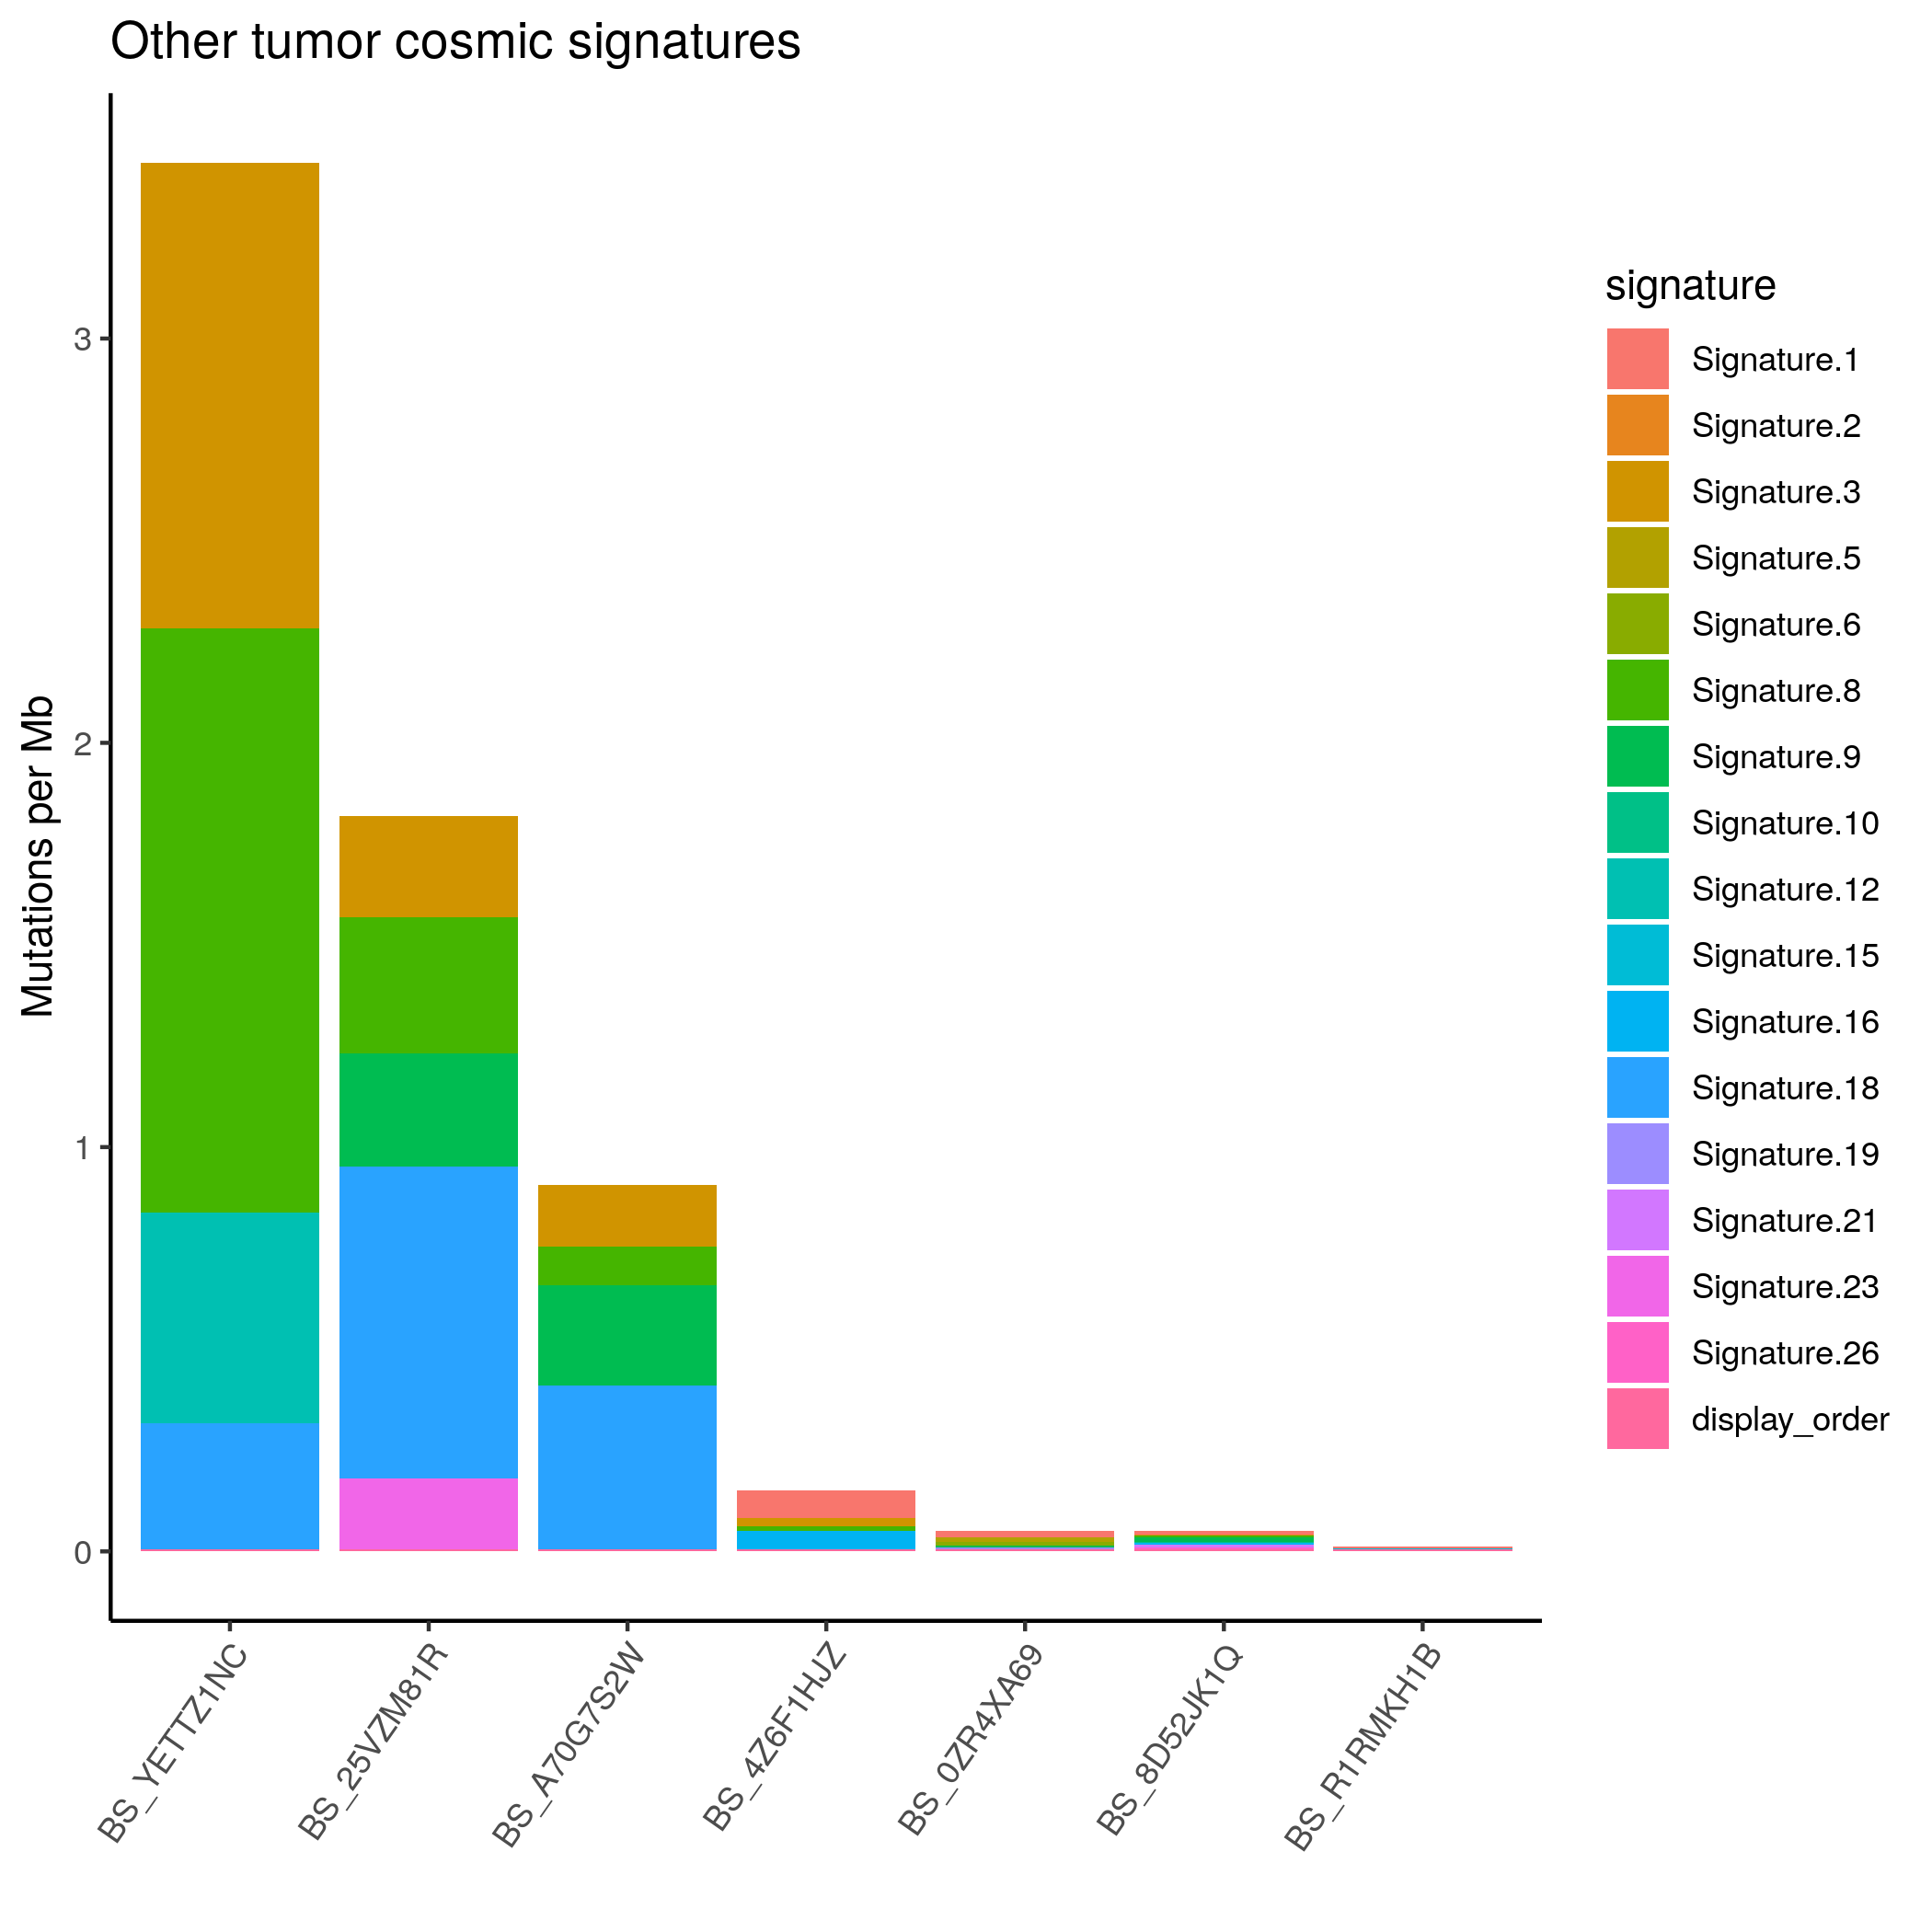 Other tumor cosmic signatures
Mutations per Mb
3
2
1
0
BS_YETTZ1NC
BS_25VZM81R
BS_A70G7S2W
BS_4Z6F1HJZ
BS_0ZR4XA69
BS_8D52JK1Q
BS_R1RMKH1B
signature
Signature.1
Signature.2
Signature.3
Signature.5
Signature.6
Signature.8
Signature.9
Signature.10
Signature.12
Signature.15
Signature.16
Signature.18
Signature.19
Signature.21
Signature.23
Signature.26
display_order